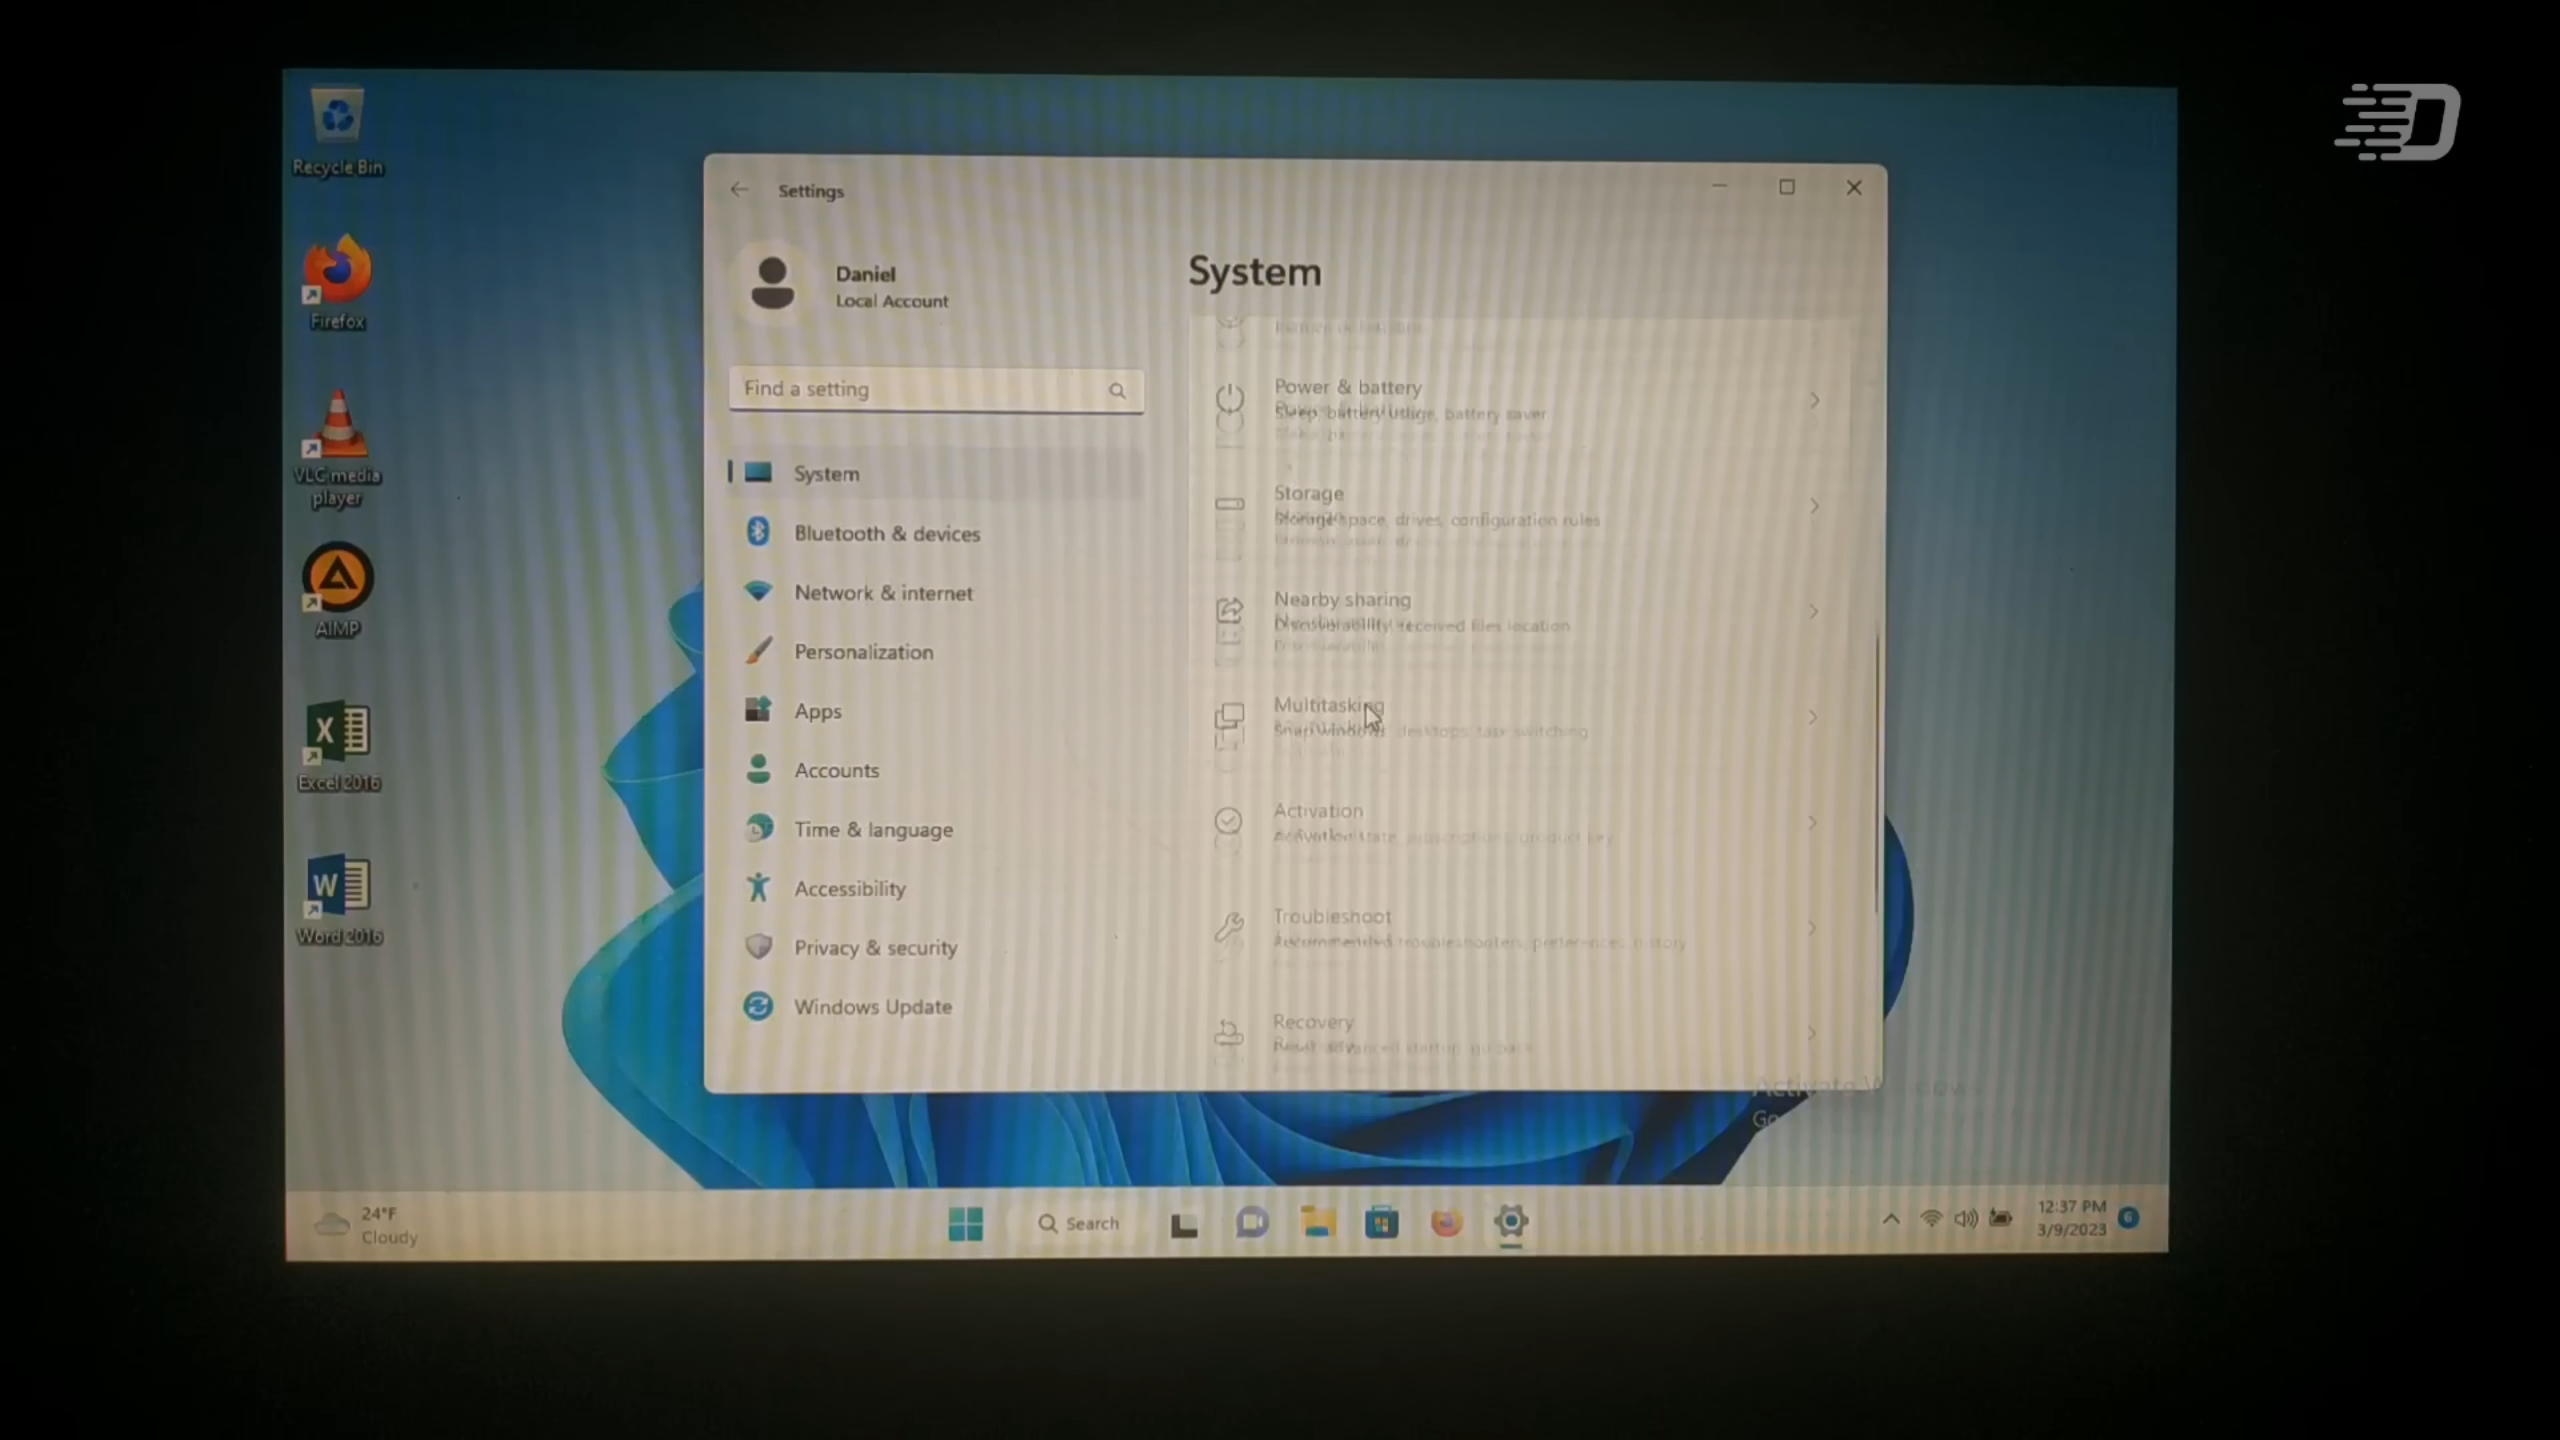 Recycle Bin
Firefox
VLC media
player
AIMP
Excel 2016
Word 2016
Settings
Daniel
Local Account
Find a setting
System
Bluetooth & devices
Network & internet
Personalization
Apps
Accounts
Time & language
Accessibility
Privacy & security
Windows Update
System
Power & battery
Sleep, battery usage, battery saver
Storage
Storage space, drives, configuration rules
Nearby sharing
Discoverability, received files location
Multitasking
Snap windows, desktops, task switching
Activation
Activation state, subscriptions, product key
Troubleshoot
Recommended troubleshooters, preferences, history
Recovery
Reset, advanced startup, go back
Activate W
Go
24°F
Cloudy
Search
12:37 PM
3/9/2023
6
D